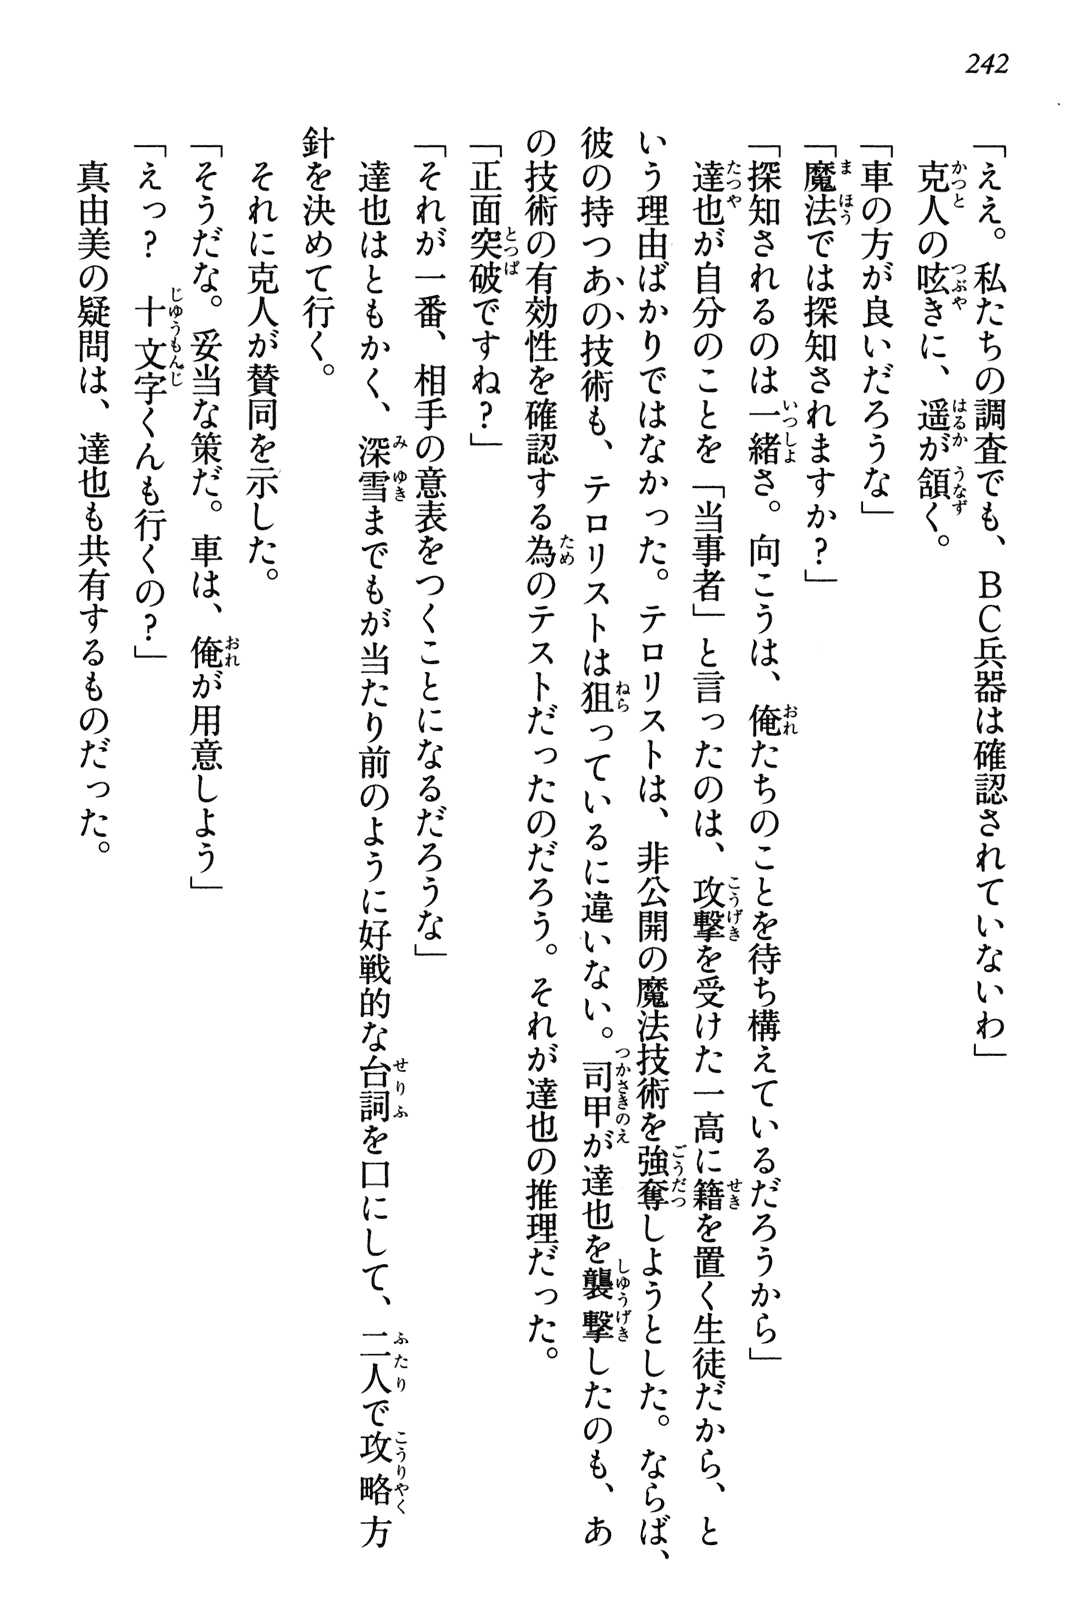 242
「ええ。私たちの調査でも、ＢＣ兵器は確認されていないわ」
克人の呟きに、遥が頷く。
「車の方が良いだろうな」
「魔法では探知されますか？」
「探知されるのは一緒さ。向こうは、俺たちのことを待ち構えているだろうから」
達也が自分のことを「当事者」と言ったのは、攻撃を受けた一高に籍を置く生徒だから、と
いう理由ばかりではなかった。テロリストは、非公開の魔法技術を強奪しようとした。ならば、
彼の持つあの技術も、テロリストは狙っているに違いない。司甲が達也を襲撃したのも、あ
の技術の有効性を確認する為のテストだったのだろう。それが達也の推理だった。
「正面突破ですね？」
「それが一番、相手の意表をつくことになるだろうな」
達也はともかく、深雪までもが当たり前のように好戦的な台詞を口にして、二人で攻略方
針を決めて行く。
それに克人が賛同を示した。
「そうだな。妥当な策だ。車は、俺が用意しよう」
「えっ？　十文字くんも行くの？」
真由美の疑問は、達也も共有するものだった。